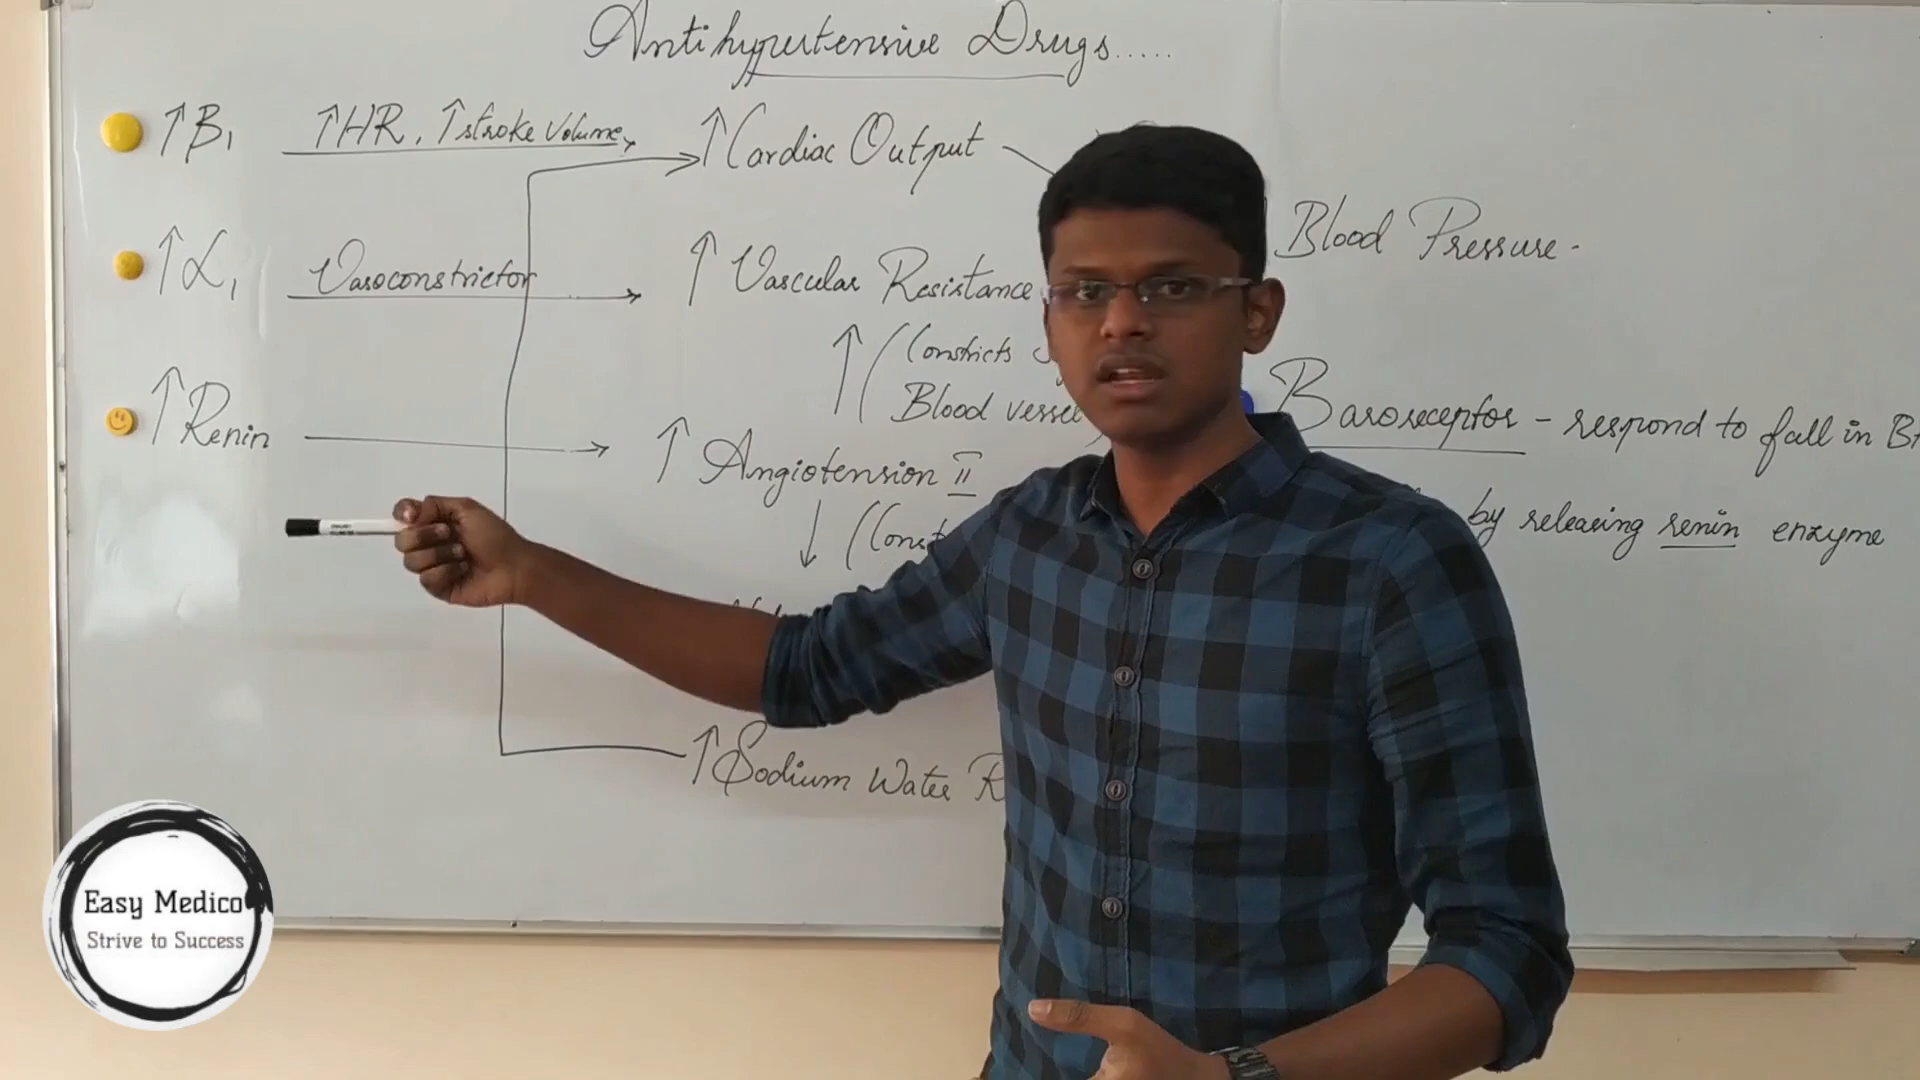 Antihypertensive Drugs.....
↑B1 ↑HR, ↑stroke volume ↑Cardiac Output
Blood Pressure -
↑α1 Vasoconstrictor ↑ Vascular Resistance
↑ (Constricts
Blood vessel
↑Renin ↑ Angiotension II
Baroreceptor - respond to fall in
by releasing renin enzyme
↓
↑Sodium Water
Easy Medico
Strive to Success